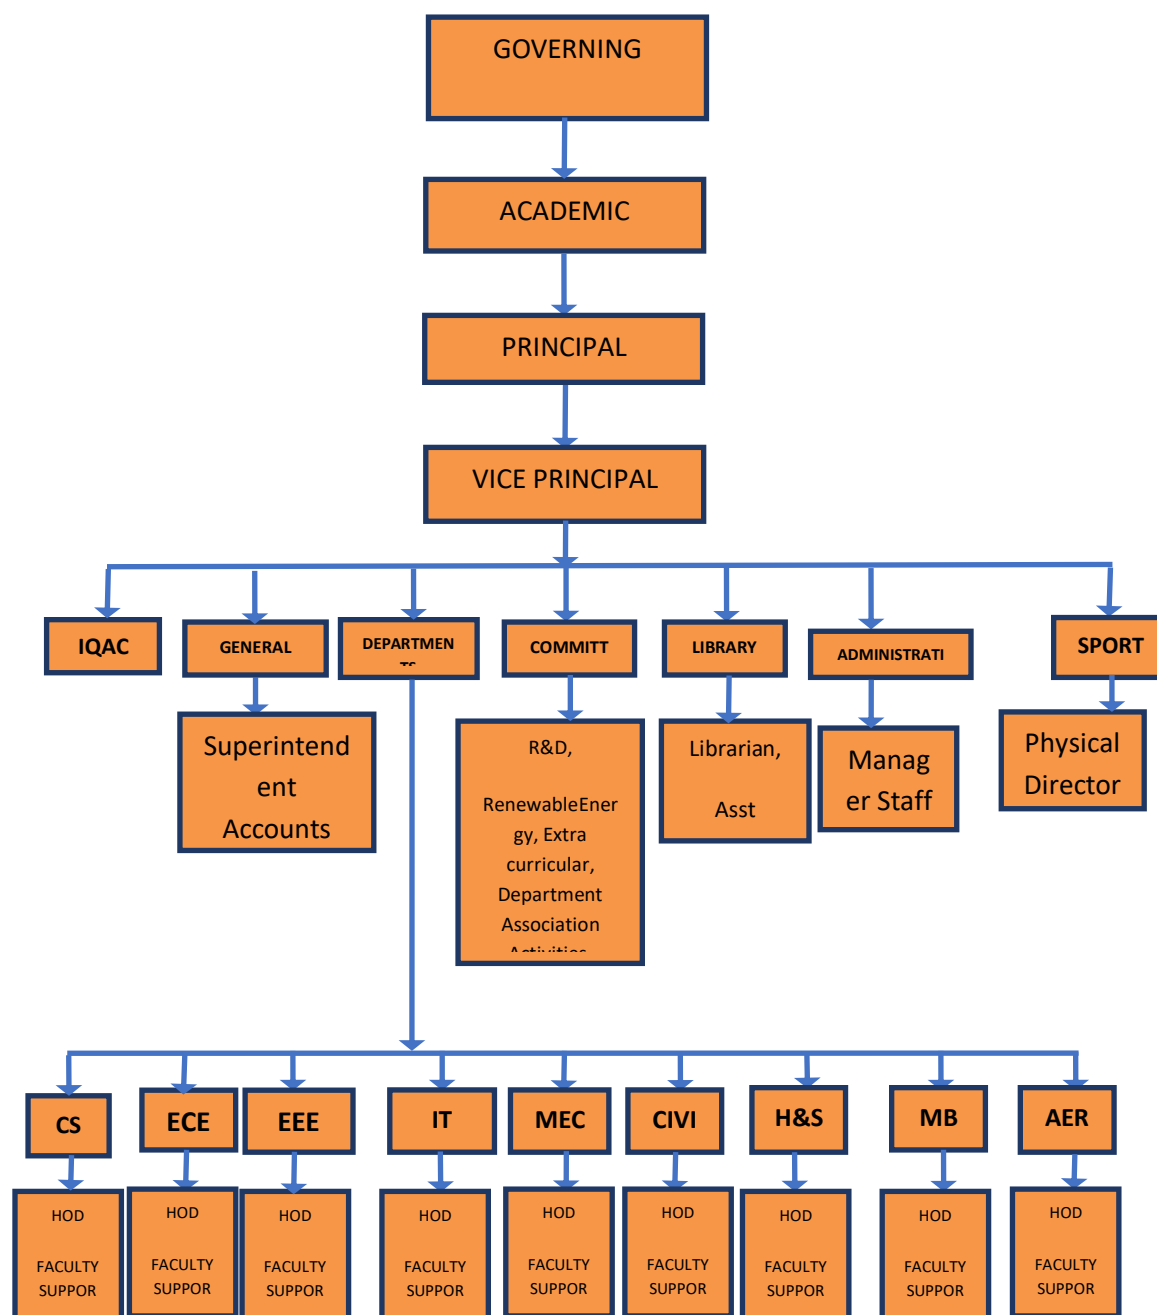 GOVERNING
ACADEMIC
PRINCIPAL
VICE PRINCIPAL
IQAC
GENERAL
DEPARTMEN
TS
COMMITT
LIBRARY
ADMINISTRATI
SPORT
Superintend
ent
Accounts
R&D,
RenewableEner
gy, Extra
curricular,
Department
Association
Activities
Librarian,
Asst
Manag
er Staff
Physical
Director
CS
ECE
EEE
IT
MEC
CIVI
H&S
MB
AER
HOD
FACULTY
SUPPOR
HOD
FACULTY
SUPPOR
HOD
FACULTY
SUPPOR
HOD
FACULTY
SUPPOR
HOD
FACULTY
SUPPOR
HOD
FACULTY
SUPPOR
HOD
FACULTY
SUPPOR
HOD
FACULTY
SUPPOR
HOD
FACULTY
SUPPOR